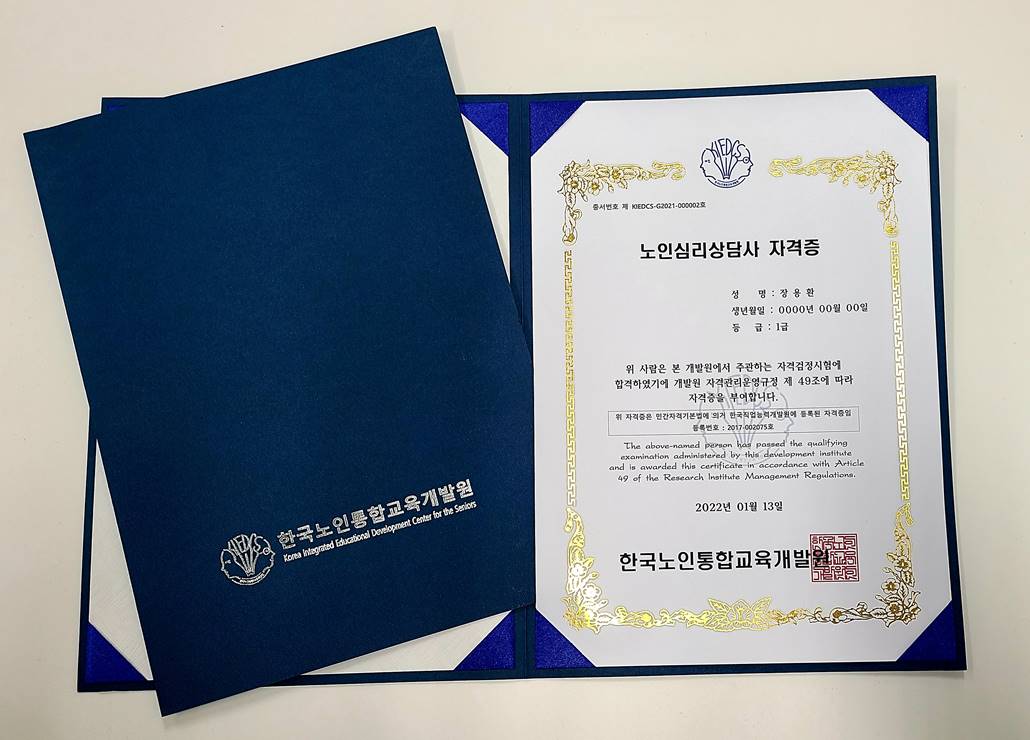 KIEDCS
한국노인통합교육개발원
Korea Integrated Educational Development Center for the Seniors
KIEDCS
증서번호 제 KIEDCS-G2021-000002호
노인심리상담사 자격증
성 명 : 장 용 환
생년월일 : 0000년 00월 00일
등 급 : 1급
위 사람은 본 개발원에서 주관하는 자격검정시험에
합격하였기에 개발원 자격관리운영규정 제 49조에 따라
자격증을 부여합니다.
위 자격증은 민간자격기본법에 의거 한국직업능력개발원에 등록된 자격증임
등록번호 : 2017-002075호
The above-named person has passed the qualifying
examination administered by this development institute
and is awarded this certificate in accordance with Article
49 of the Research Institute Management Regulations.
2022년 01월 13일
한국노인통합교육개발원